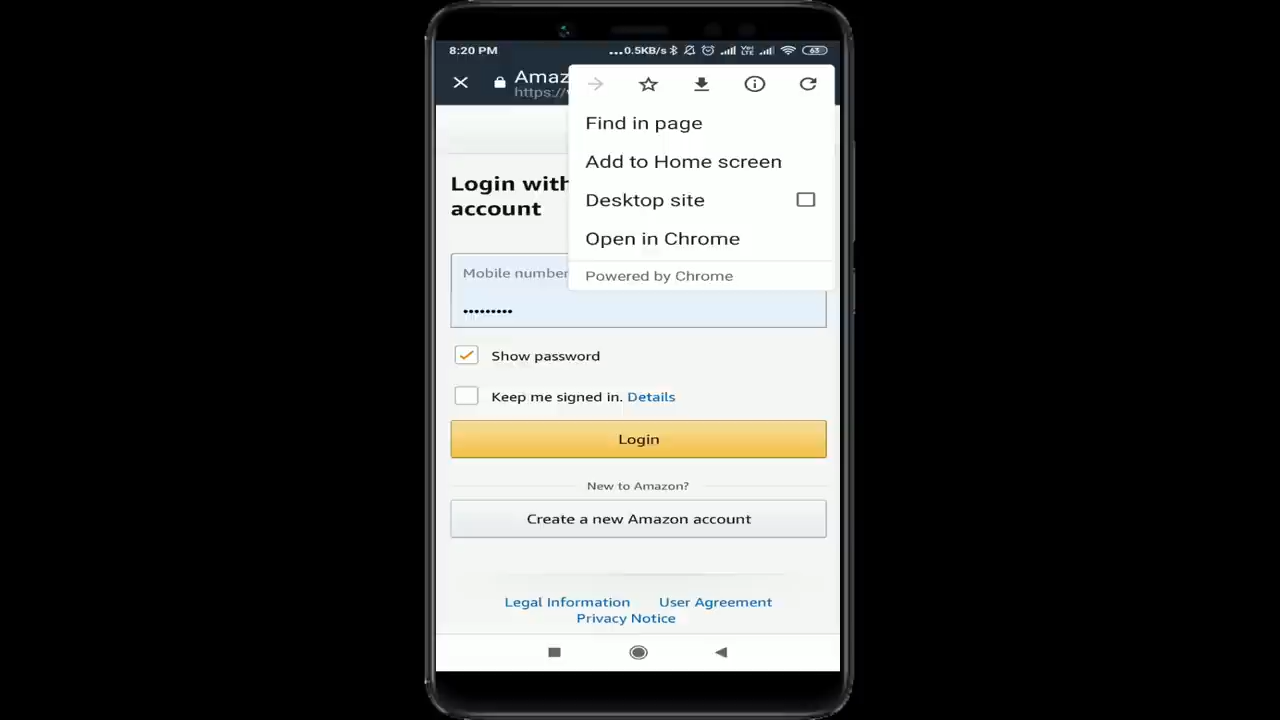 8:20 PM
...0.5KB/s
63
Amaz
https://
Find in page
Add to Home screen
Desktop site
Open in Chrome
Powered by Chrome
Login with
account
Mobile number
•••••••••
Show password
Keep me signed in. Details
Login
New to Amazon?
Create a new Amazon account
Legal Information User Agreement
Privacy Notice